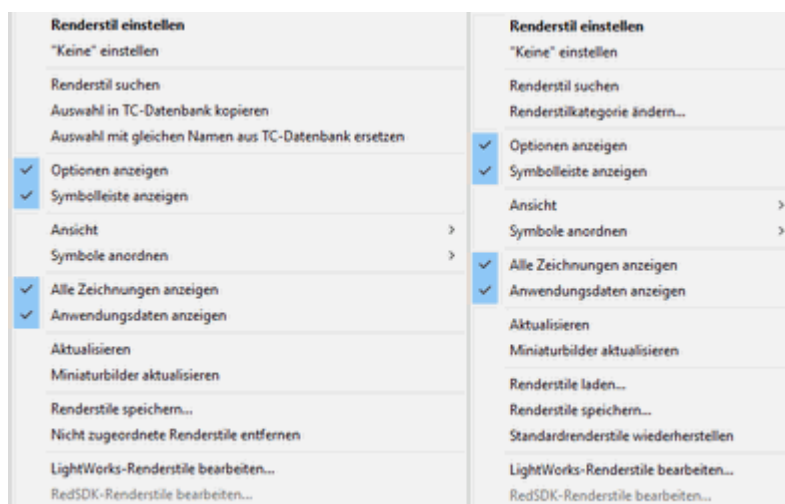 Renderstil einstellen
"Keine" einstellen
Renderstil suchen
Auswahl in TC-Datenbank kopieren
Auswahl mit gleichen Namen aus TC-Datenbank ersetzen
Optionen anzeigen
Symbolleiste anzeigen
Ansicht
Symbole anordnen
Alle Zeichnungen anzeigen
Anwendungsdaten anzeigen
Aktualisieren
Miniaturbilder aktualisieren
Renderstile speichern...
Nicht zugeordnete Renderstile entfernen
LightWorks-Renderstile bearbeiten...
RedSDK-Renderstile bearbeiten...
Renderstil einstellen
"Keine" einstellen
Renderstil suchen
Renderstilkategorie ändern...
Optionen anzeigen
Symbolleiste anzeigen
Ansicht
Symbole anordnen
Alle Zeichnungen anzeigen
Anwendungsdaten anzeigen
Aktualisieren
Miniaturbilder aktualisieren
Renderstile laden...
Renderstile speichern...
Standardrenderstile wiederherstellen
LightWorks-Renderstile bearbeiten...
RedSDK-Renderstile bearbeiten...